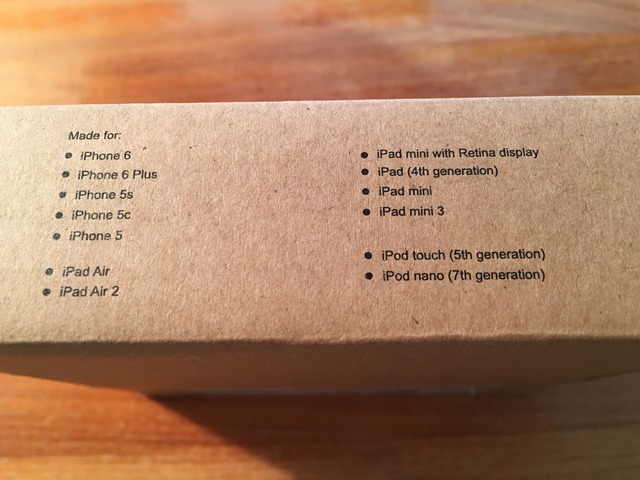 Made for:
● iPhone 6
● iPhone 6 Plus
● iPhone 5s
● iPhone 5c
● iPhone 5
● iPad Air
● iPad Air 2
● iPad mini with Retina display
● iPad (4th generation)
● iPad mini
● iPad mini 3
● iPod touch (5th generation)
● iPod nano (7th generation)